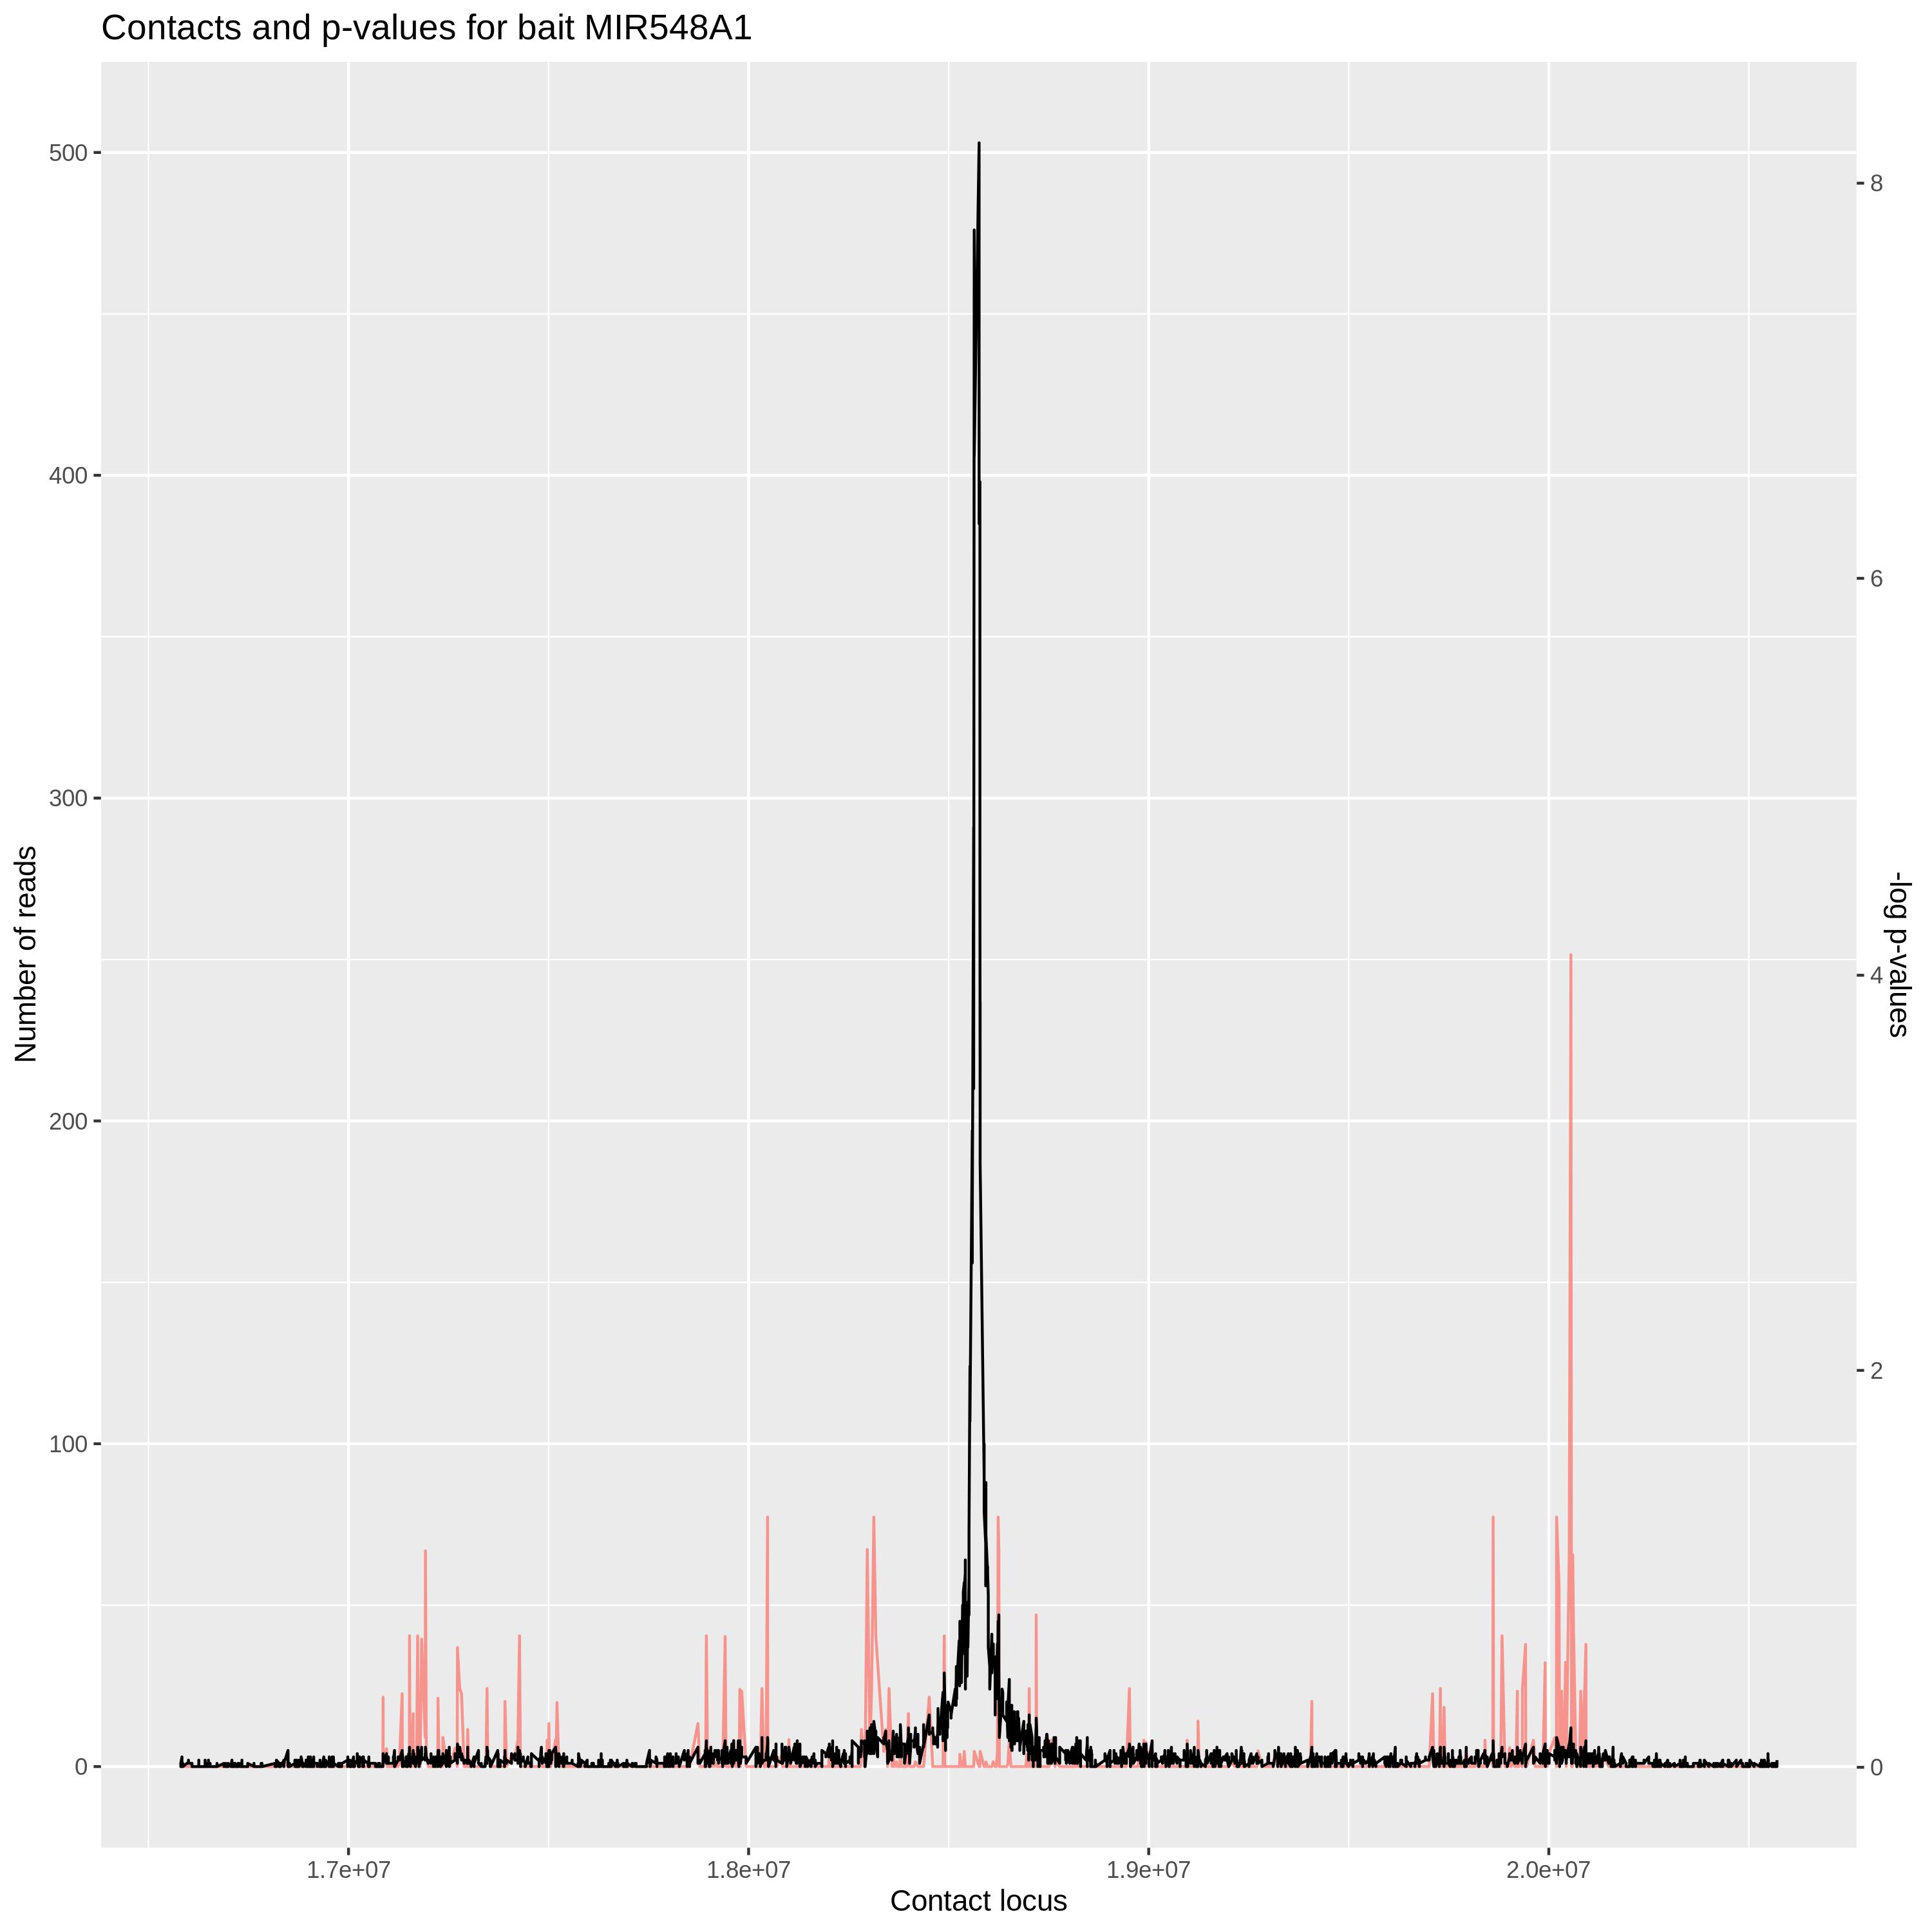 Contacts and p-values for bait MIR548A1
500
400
300
200
100
0
Number of reads
8
6
4
2
0
-log p-values
1.7e+07
1.8e+07
1.9e+07
2.0e+07
Contact locus